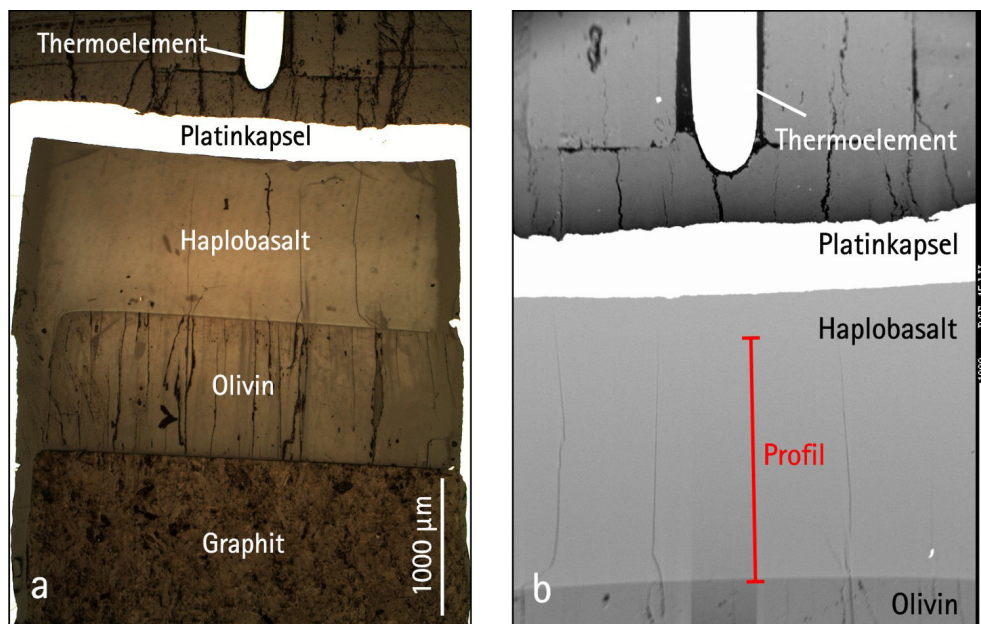 Thermoelement
Platinkapsel
Haplobasalt
Olivin
Graphit
1000 µm
a
Thermoelement
Platinkapsel
Haplobasalt
Profil
Olivin
b